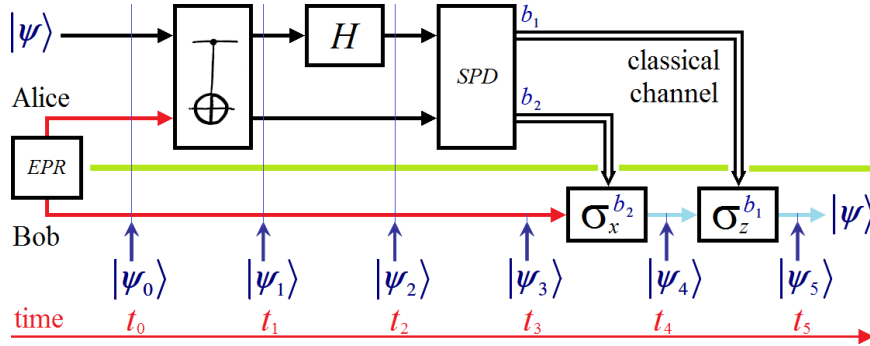 |ψ⟩
H
SPD
b₁
b₂
classical
channel
Alice
EPR
Bob
σₓ^b₂
σ_z^b₁
|ψ⟩
|ψ₀⟩ |ψ₁⟩ |ψ₂⟩ |ψ₃⟩ |ψ₄⟩ |ψ₅⟩
time t₀ t₁ t₂ t₃ t₄ t₅